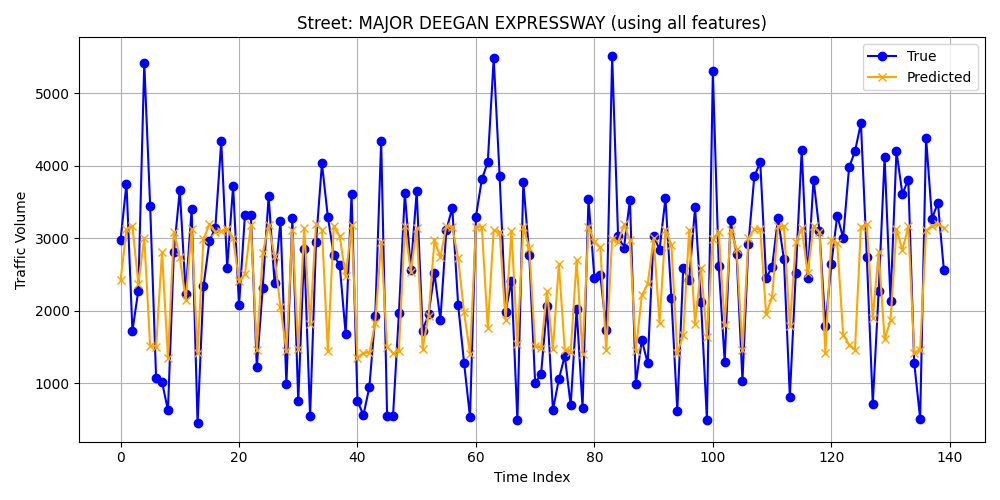 Street: MAJOR DEEGAN EXPRESSWAY (using all features)
True
Predicted
Traffic Volume
5000
4000
3000
2000
1000
0 20 40 60 80 100 120 140
Time Index